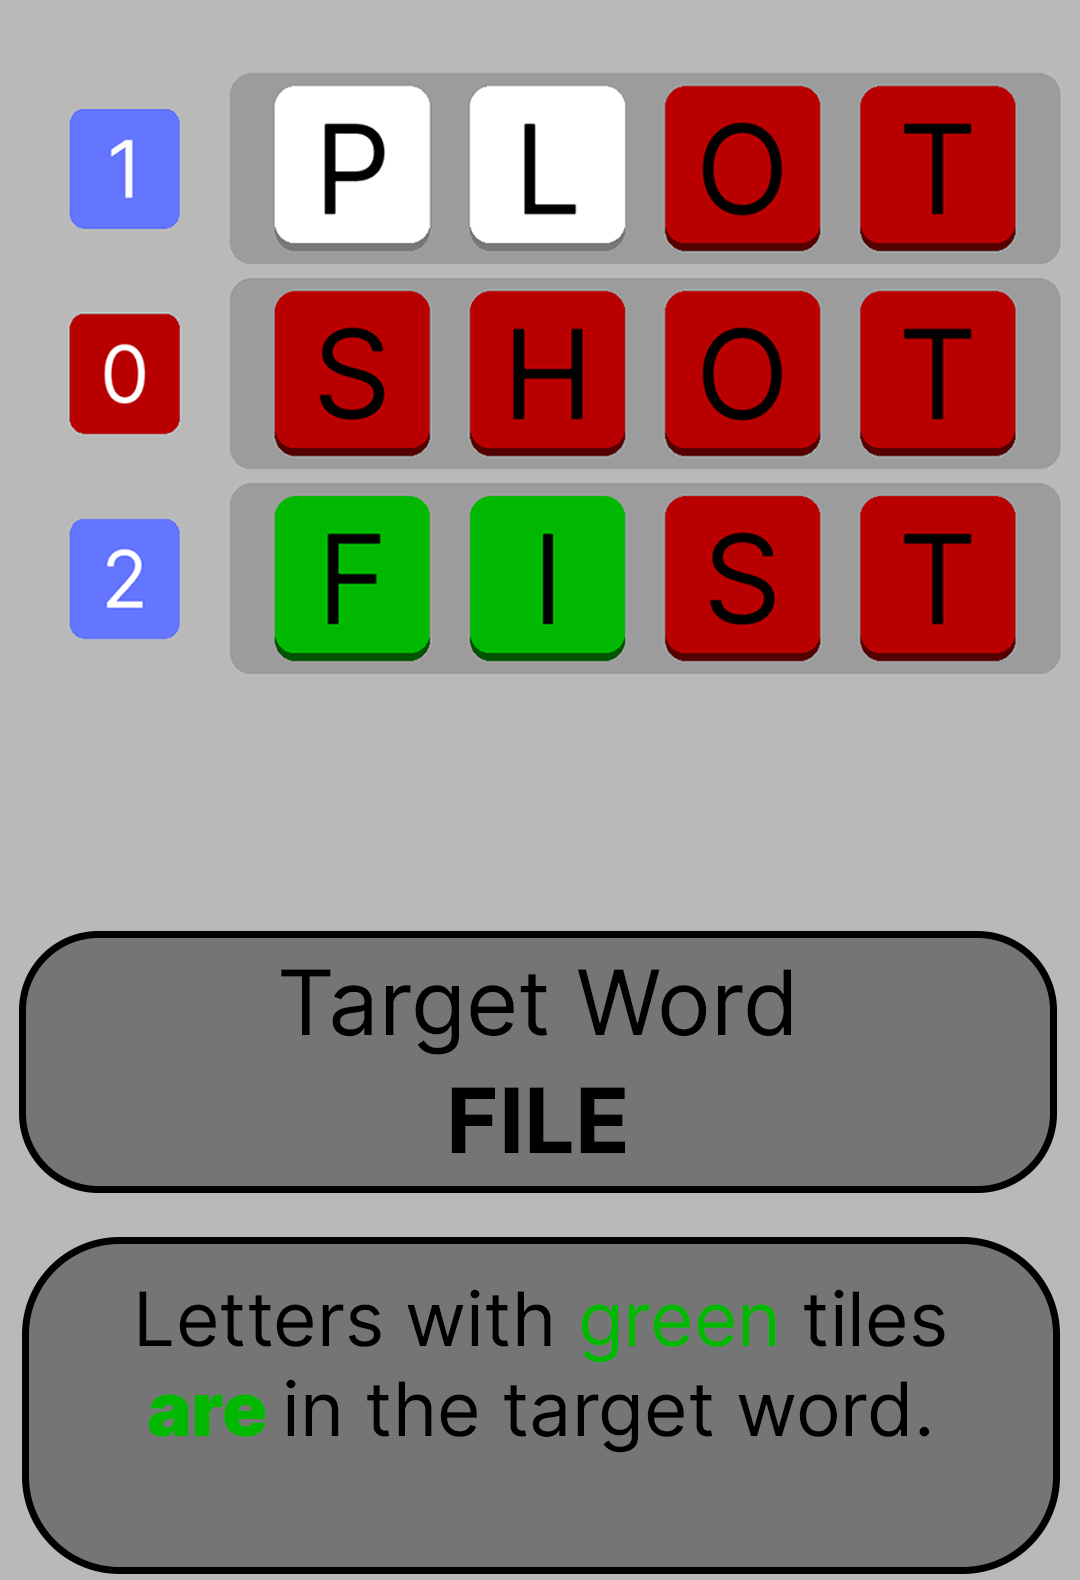 1 P L O T
0 S H O T
2 F I S T
Target Word
FILE
Letters with green tiles
are in the target word.